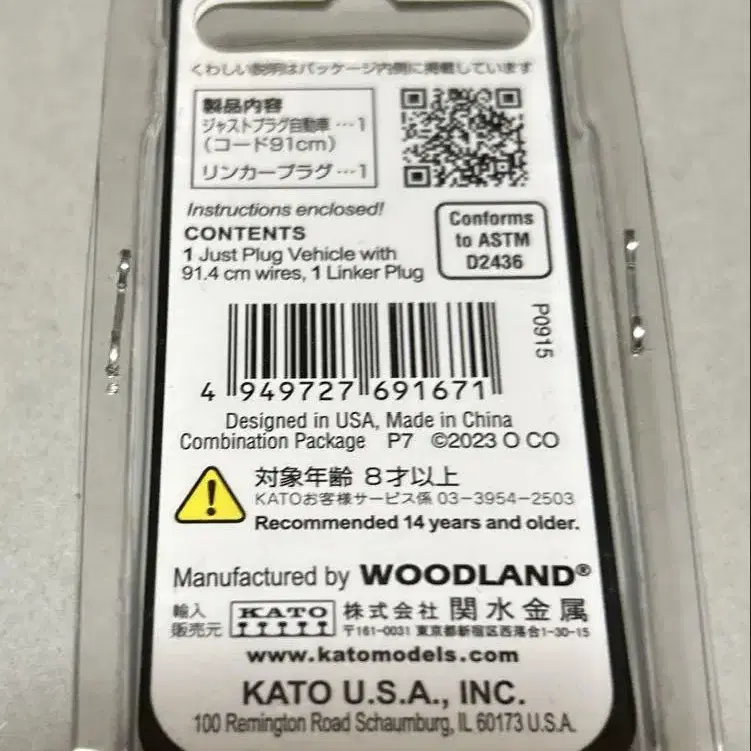 くわしい説明はパッケージ内側に掲載しています
製品内容
ジャストプラグ自動車…1
（コード91cm）
リンカープラグ…1
Instructions enclosed!
CONTENTS
1 Just Plug Vehicle with
91.4 cm wires, 1 Linker Plug
Conforms
to ASTM
D2436
P0915
4 949727 691671
Designed in USA, Made in China
Combination Package P7 ©2023 O CO
対象年齢 8才以上
KATOお客様サービス係 03-3954-2503
Recommended 14 years and older.
Manufactured by WOODLAND®
輸入
販売元
KATO
株式会社 関水金属
〒161-0031 東京都新宿区西落合1-30-15
www.katomodels.com
KATO U.S.A., INC.
100 Remington Road Schaumburg, IL 60173 U.S.A.